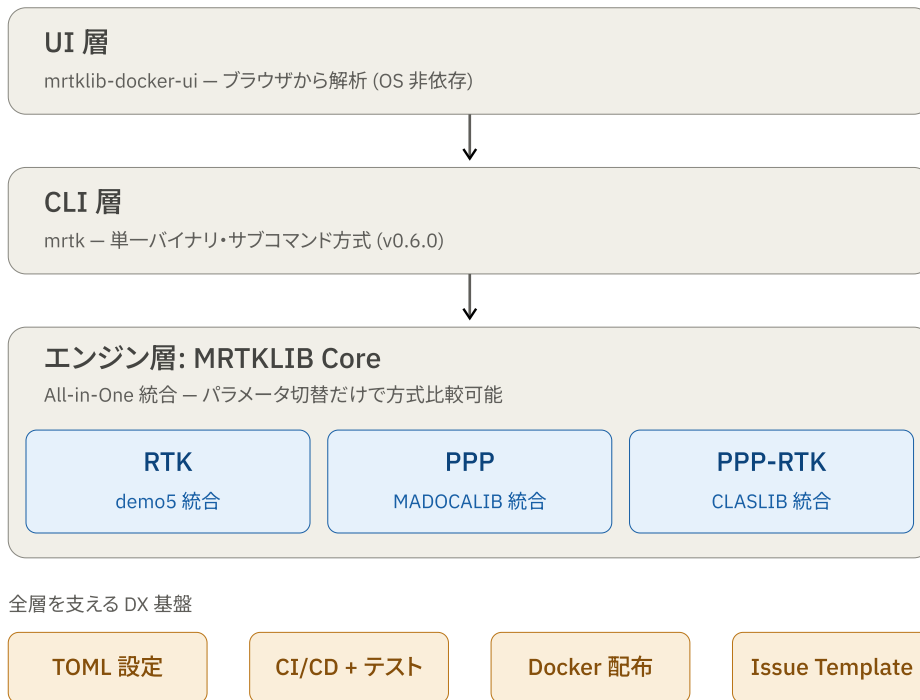 UI 層
mrtklib-docker-ui — ブラウザから解析 (OS 非依存)
CLI 層
mrtk — 単一バイナリ・サブコマンド方式 (v0.6.0)
エンジン層: MRTKLIB Core
All-in-One 統合 — パラメータ切替だけで方式比較可能
RTK
demo5 統合
PPP
MADOCALIB 統合
PPP-RTK
CLASLIB 統合
全層を支える DX 基盤
TOML 設定
CI/CD + テスト
Docker 配布
Issue Template